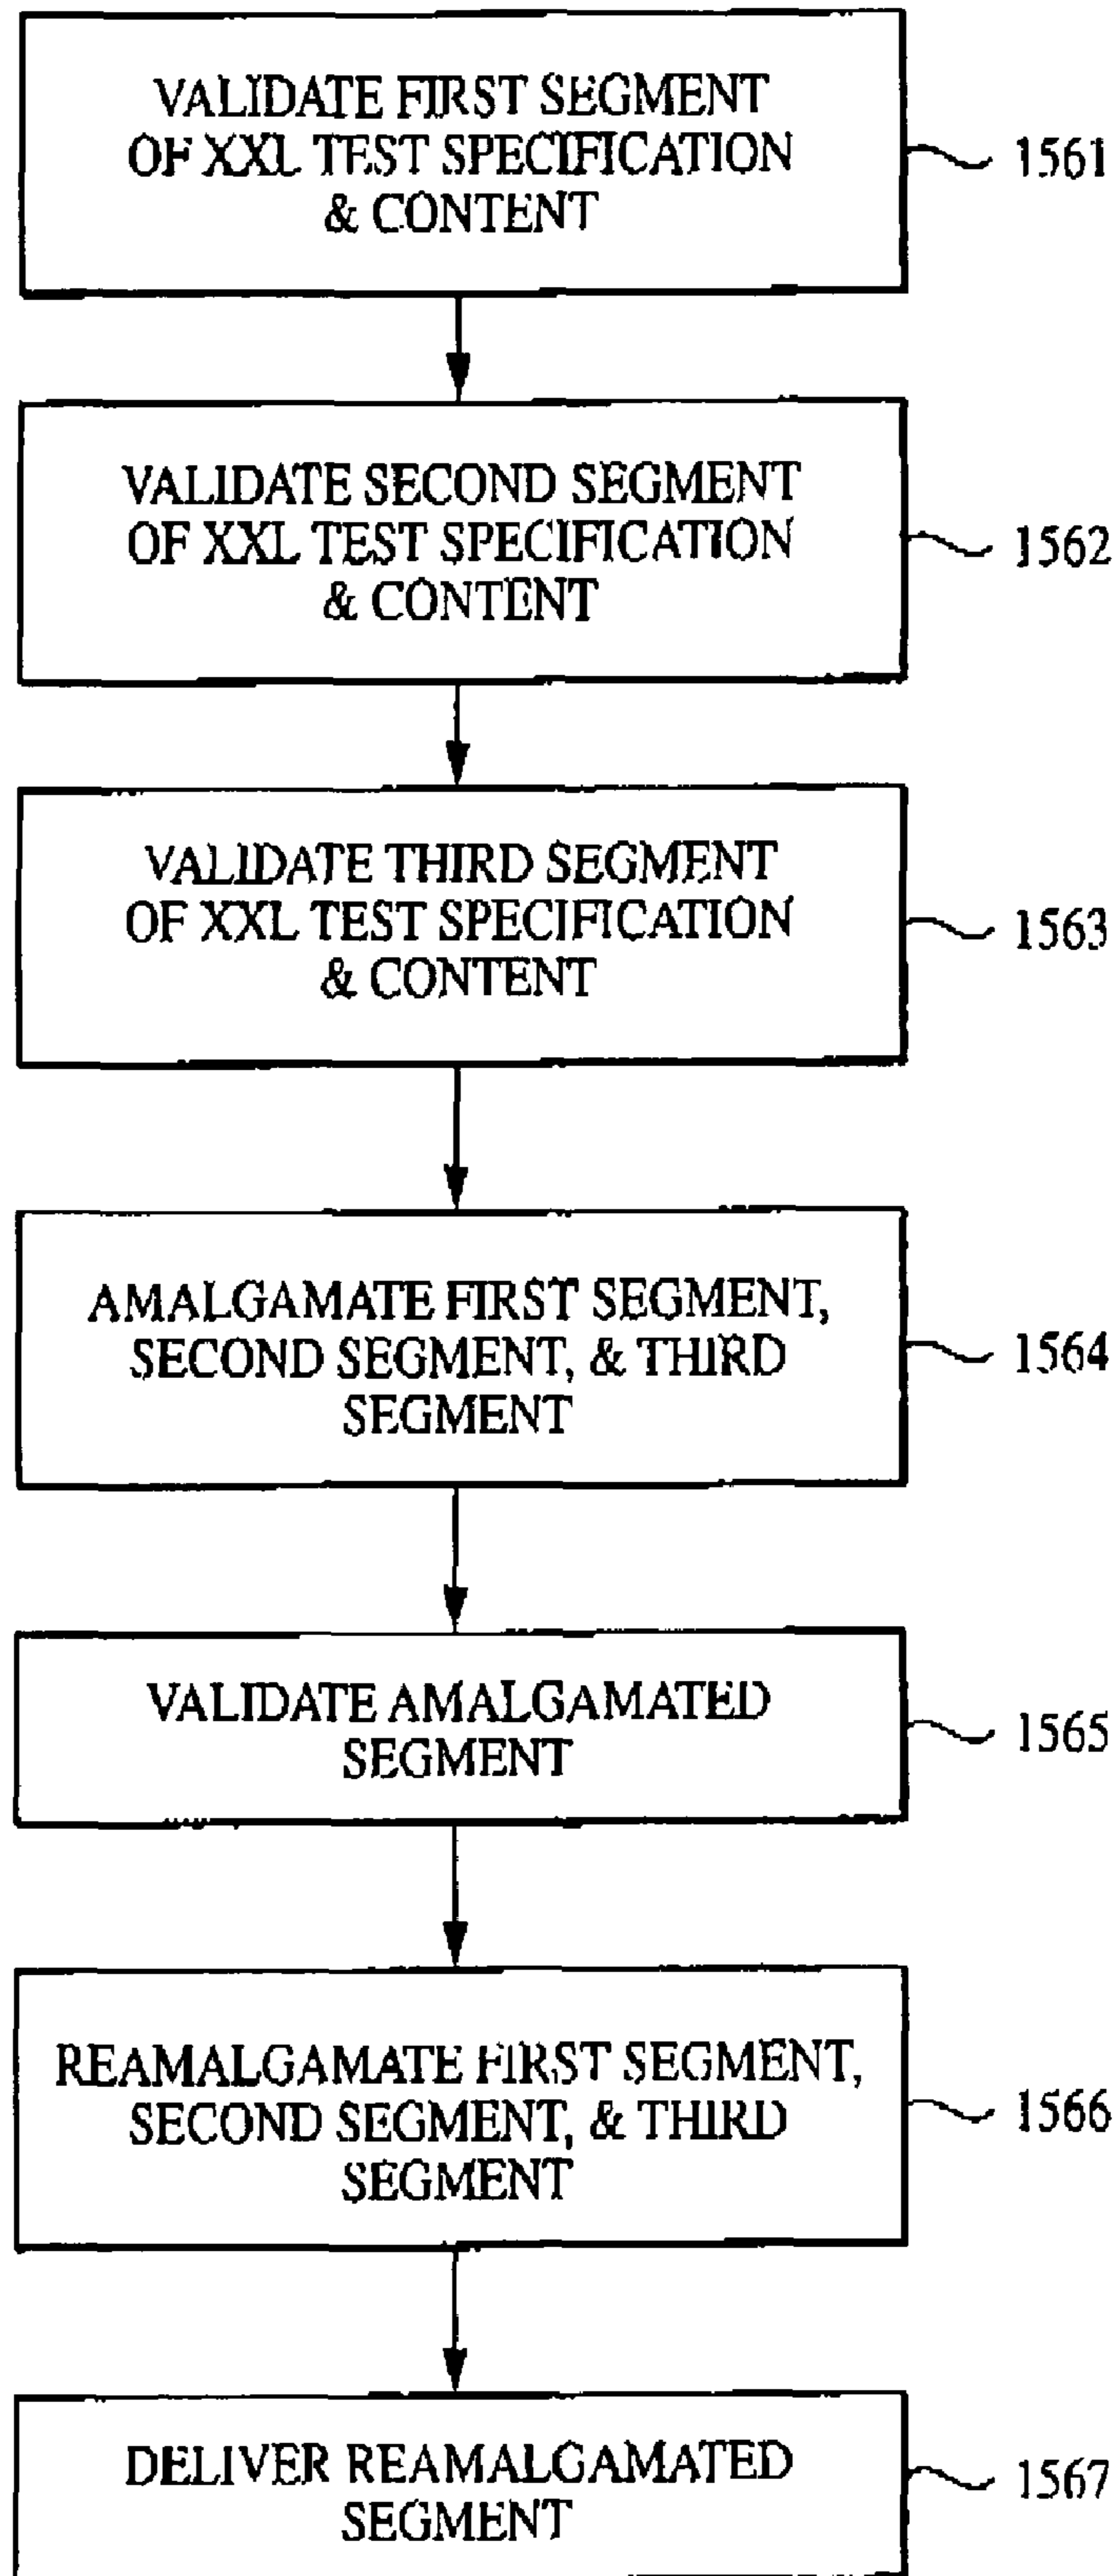 VALIDATE FIRST SEGMENT
OF XXL TEST SPECIFICATION
& CONTENT
1561
VALIDATE SECOND SEGMENT
OF XXL TEST SPECIFICATION
& CONTENT
1562
VALIDATE THIRD SEGMENT
OF XXL TEST SPECIFICATION
& CONTENT
1563
AMALGAMATE FIRST SEGMENT,
SECOND SEGMENT, & THIRD
SEGMENT
1564
VALIDATE AMALGAMATED
SEGMENT
1565
REAMALGAMATE FIRST SEGMENT,
SECOND SEGMENT, & THIRD
SEGMENT
1566
DELIVER REAMALGAMATED
SEGMENT
1567